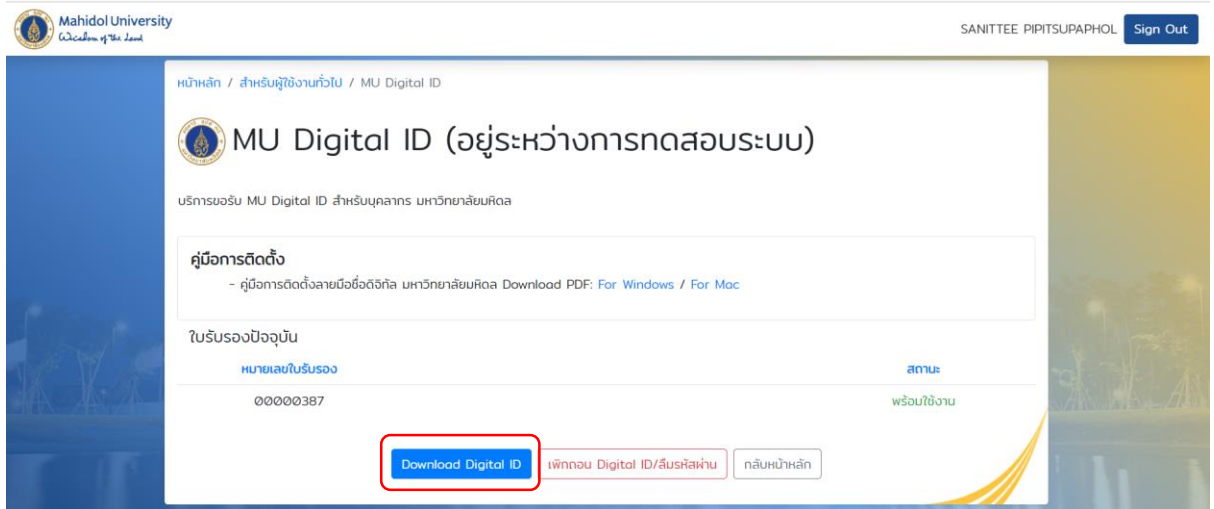 Mahidol University
Wisdom of the Land
SANITTEE PIPITSUPAPHOL
Sign Out
หน้าหลัก / สำหรับผู้ใช้งานทั่วไป / MU Digital ID
MU Digital ID (อยู่ระหว่างการทดสอบระบบ)
บริการขอรับ MU Digital ID สำหรับบุคลากร มหาวิทยาลัยมหิดล
คู่มือการติดตั้ง
- คู่มือการติดตั้งลายมือชื่อดิจิทัล มหาวิทยาลัยมหิดล Download PDF: For Windows / For Mac
ใบรับรองปัจจุบัน
หมายเลขใบรับรอง สถานะ
00000387 พร้อมใช้งาน
Download Digital ID เพิกถอน Digital ID/ลืมรหัสผ่าน กลับหน้าหลัก